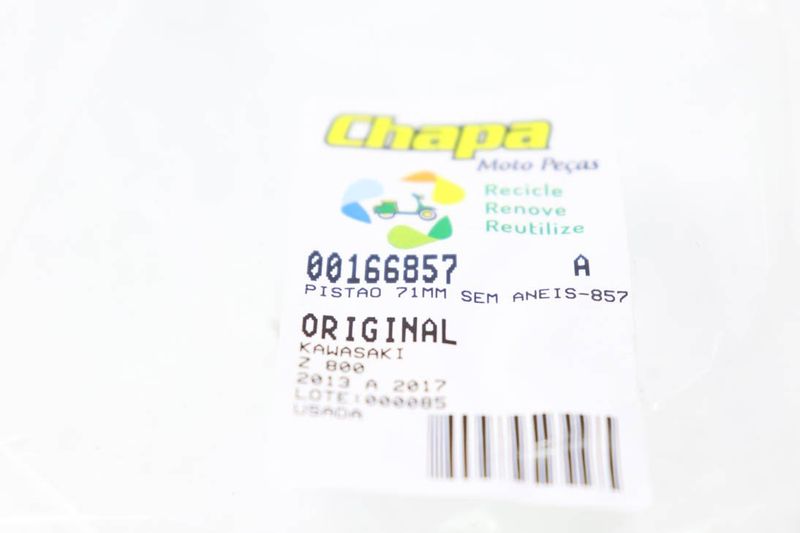 Chapa
Moto Peças
Recicle
Renove
Reutilize
00166857 A
PISTAO 71MM SEM ANEIS-857
ORIGINAL
KAWASAKI
Z 800
2013 A 2017
LOTE:000085
USADA